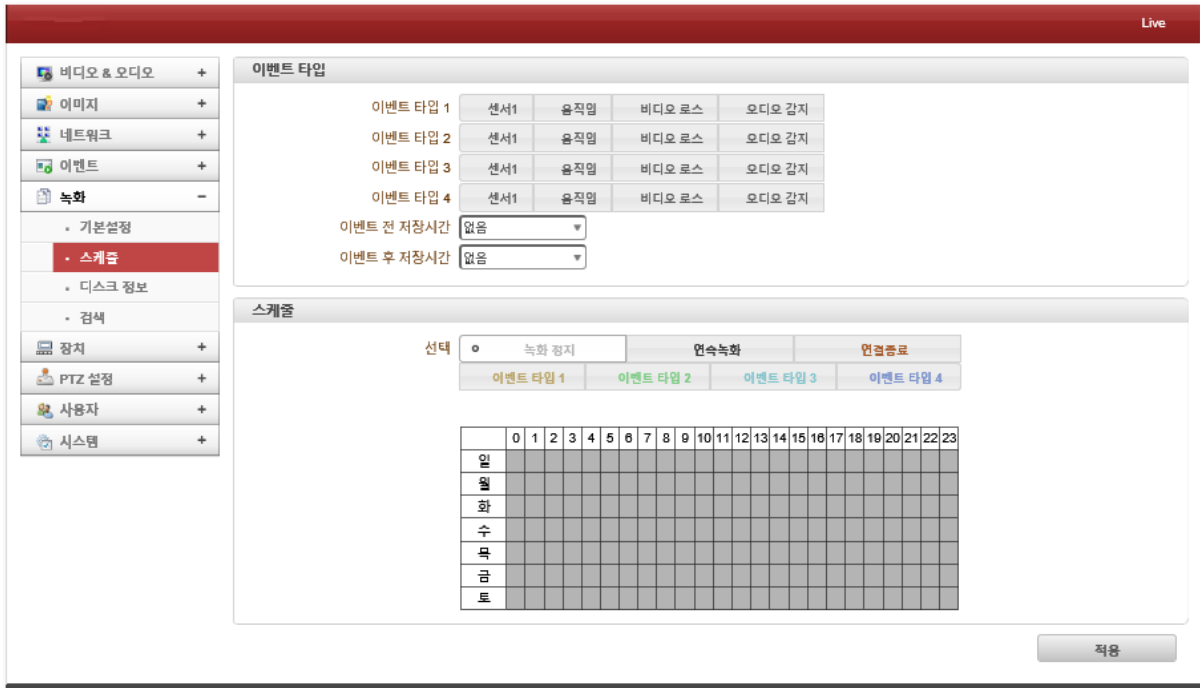 Live
비디오 & 오디오 +
이미지 +
네트워크 +
이벤트 +
녹화 -
기본설정
스케줄
디스크 정보
검색
장치 +
PTZ 설정 +
사용자 +
시스템 +
이벤트 타입
이벤트 타입 1 센서1 움직임 비디오 로스 오디오 감지
이벤트 타입 2 센서1 움직임 비디오 로스 오디오 감지
이벤트 타입 3 센서1 움직임 비디오 로스 오디오 감지
이벤트 타입 4 센서1 움직임 비디오 로스 오디오 감지
이벤트 전 저장시간 없음
이벤트 후 저장시간 없음
스케줄
선택 녹화 정지 연속녹화 연결종료
이벤트 타입 1 이벤트 타입 2 이벤트 타입 3 이벤트 타입 4
0 1 2 3 4 5 6 7 8 9 10 11 12 13 14 15 16 17 18 19 20 21 22 23
일
월
화
수
목
금
토
적용